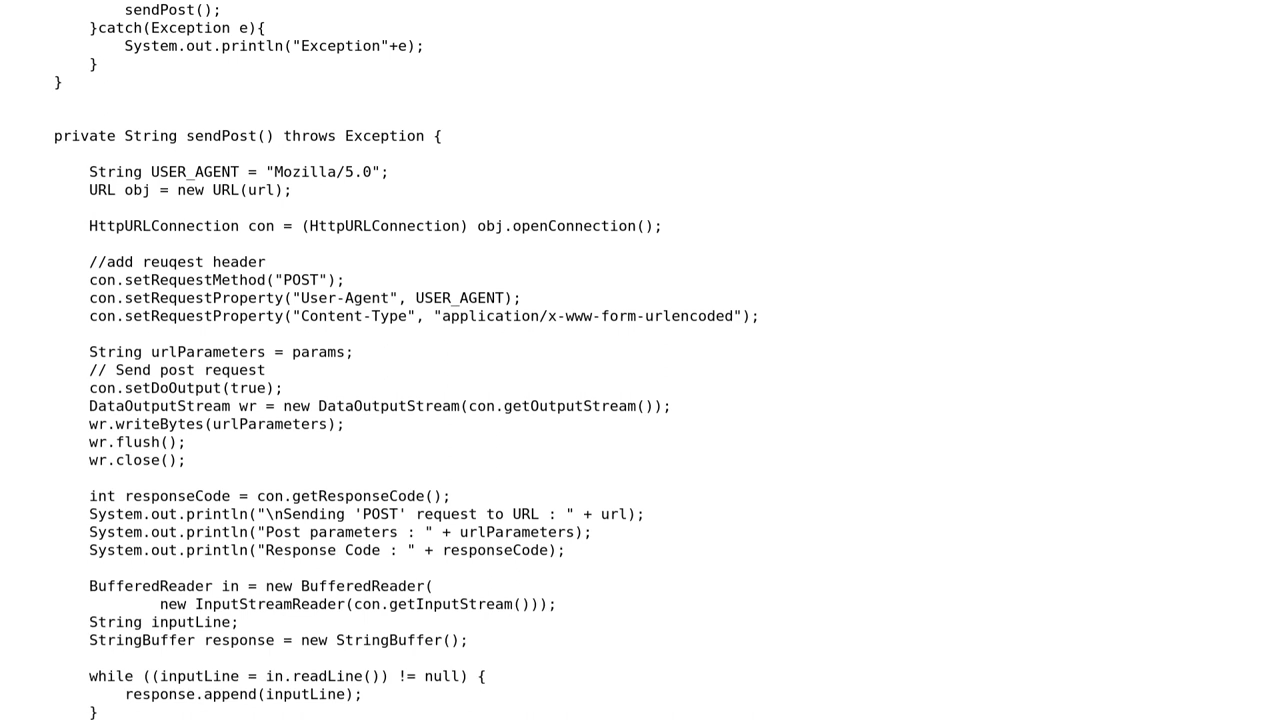 sendPost();
}catch(Exception e){
System.out.println("Exception"+e);
}
}
private String sendPost() throws Exception {
String USER_AGENT = "Mozilla/5.0";
URL obj = new URL(url);
HttpURLConnection con = (HttpURLConnection) obj.openConnection();
//add reuqest header
con.setRequestMethod("POST");
con.setRequestProperty("User-Agent", USER_AGENT);
con.setRequestProperty("Content-Type", "application/x-www-form-urlencoded");
String urlParameters = params;
// Send post request
con.setDoOutput(true);
DataOutputStream wr = new DataOutputStream(con.getOutputStream());
wr.writeBytes(urlParameters);
wr.flush();
wr.close();
int responseCode = con.getResponseCode();
System.out.println("\nSending 'POST' request to URL : " + url);
System.out.println("Post parameters : " + urlParameters);
System.out.println("Response Code : " + responseCode);
BufferedReader in = new BufferedReader(
new InputStreamReader(con.getInputStream()));
String inputLine;
StringBuffer response = new StringBuffer();
while ((inputLine = in.readLine()) != null) {
response.append(inputLine);
}